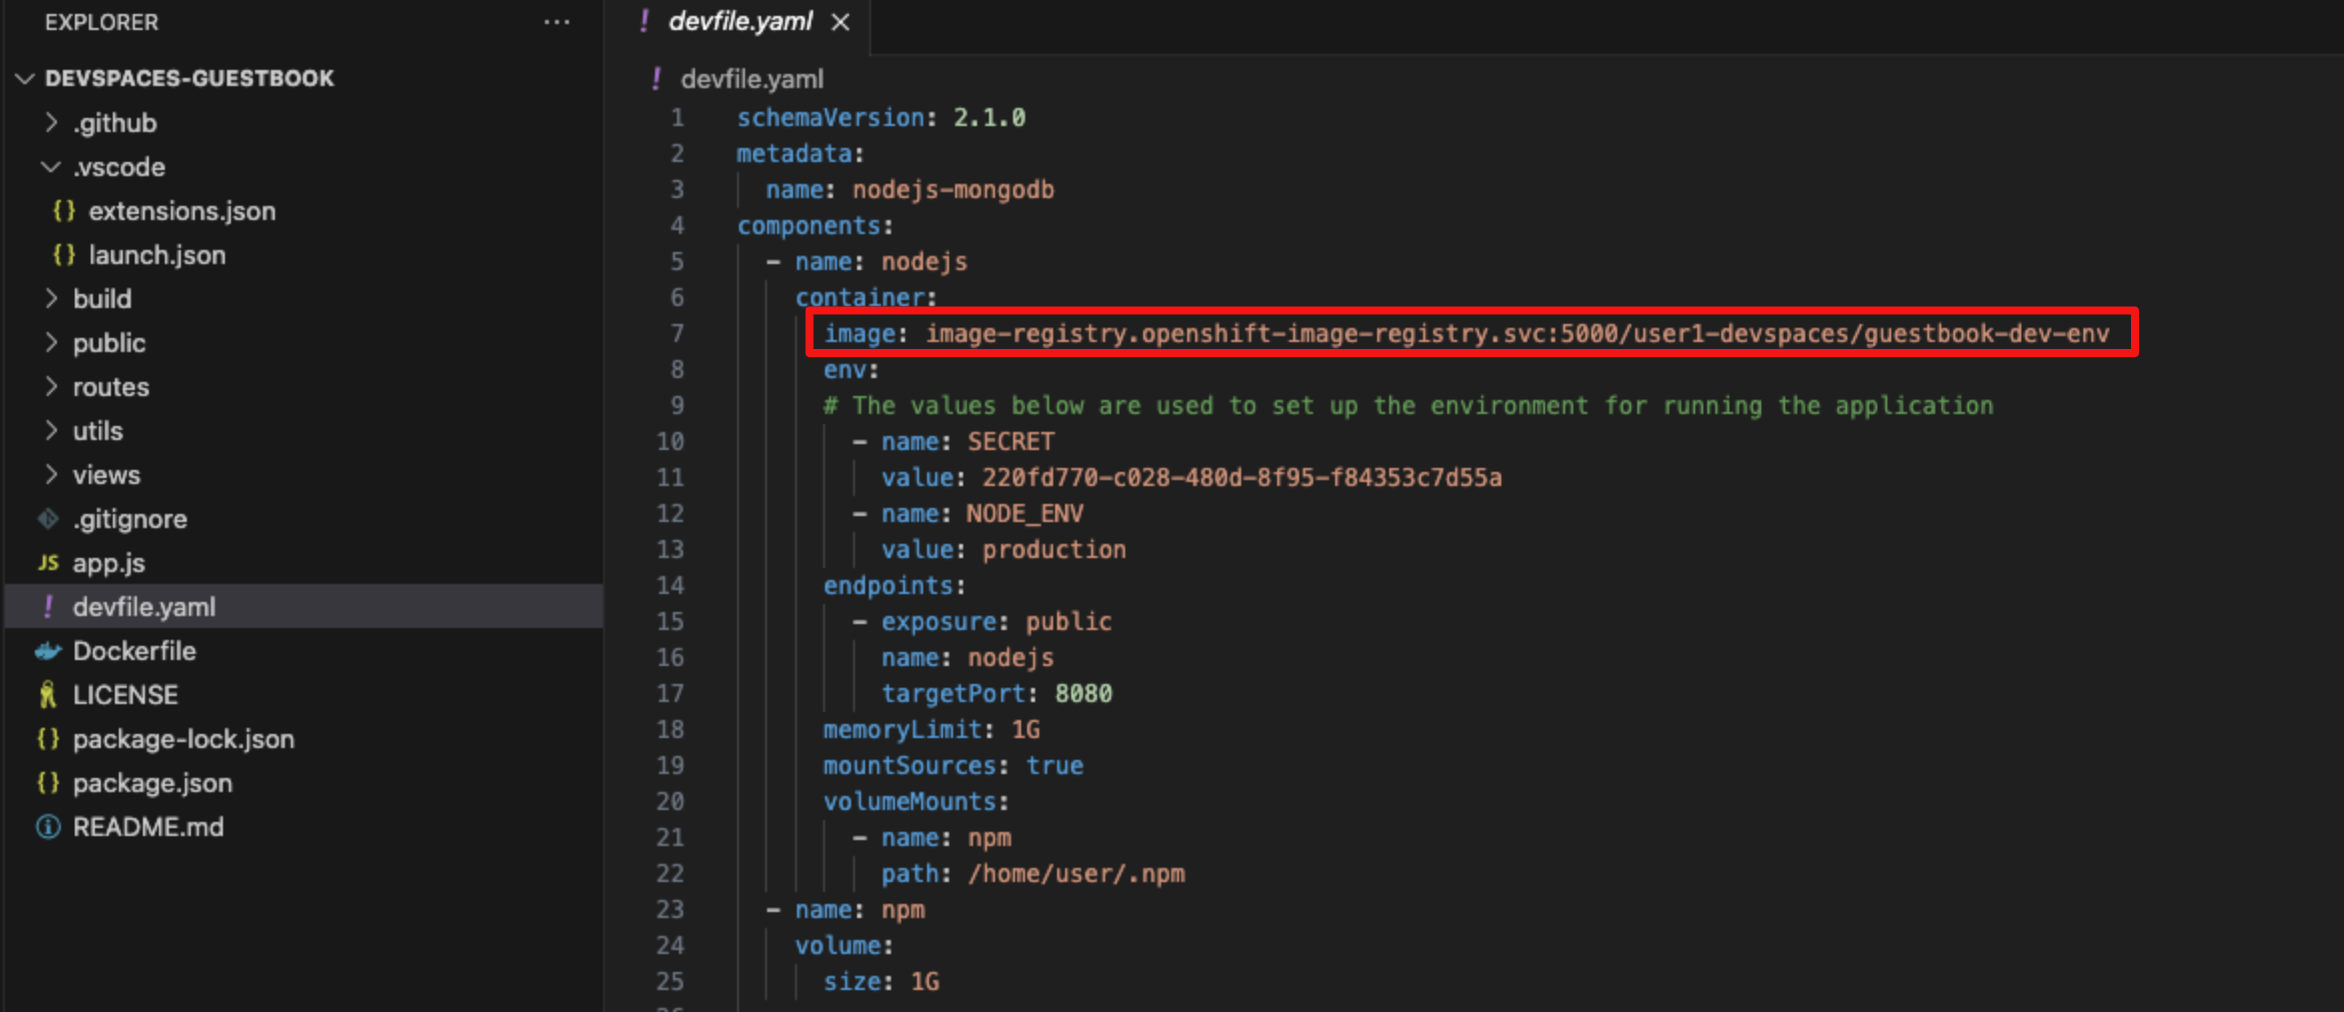 EXPLORER
DEVSPACES-GUESTBOOK
.github
.vscode
{} extensions.json
{} launch.json
build
public
routes
utils
views
.gitignore
JS app.js
! devfile.yaml
Dockerfile
LICENSE
{} package-lock.json
{} package.json
README.md
! devfile.yaml
! devfile.yaml
1 schemaVersion: 2.1.0
2 metadata:
3 name: nodejs-mongodb
4 components:
5 - name: nodejs
6 container:
7 image: image-registry.openshift-image-registry.svc:5000/user1-devspaces/guestbook-dev-env
8 env:
9 # The values below are used to set up the environment for running the application
10 - name: SECRET
11 value: 220fd770-c028-480d-8f95-f84353c7d55a
12 - name: NODE_ENV
13 value: production
14 endpoints:
15 - exposure: public
16 name: nodejs
17 targetPort: 8080
18 memoryLimit: 1G
19 mountSources: true
20 volumeMounts:
21 - name: npm
22 path: /home/user/.npm
23 - name: npm
24 volume:
25 size: 1G